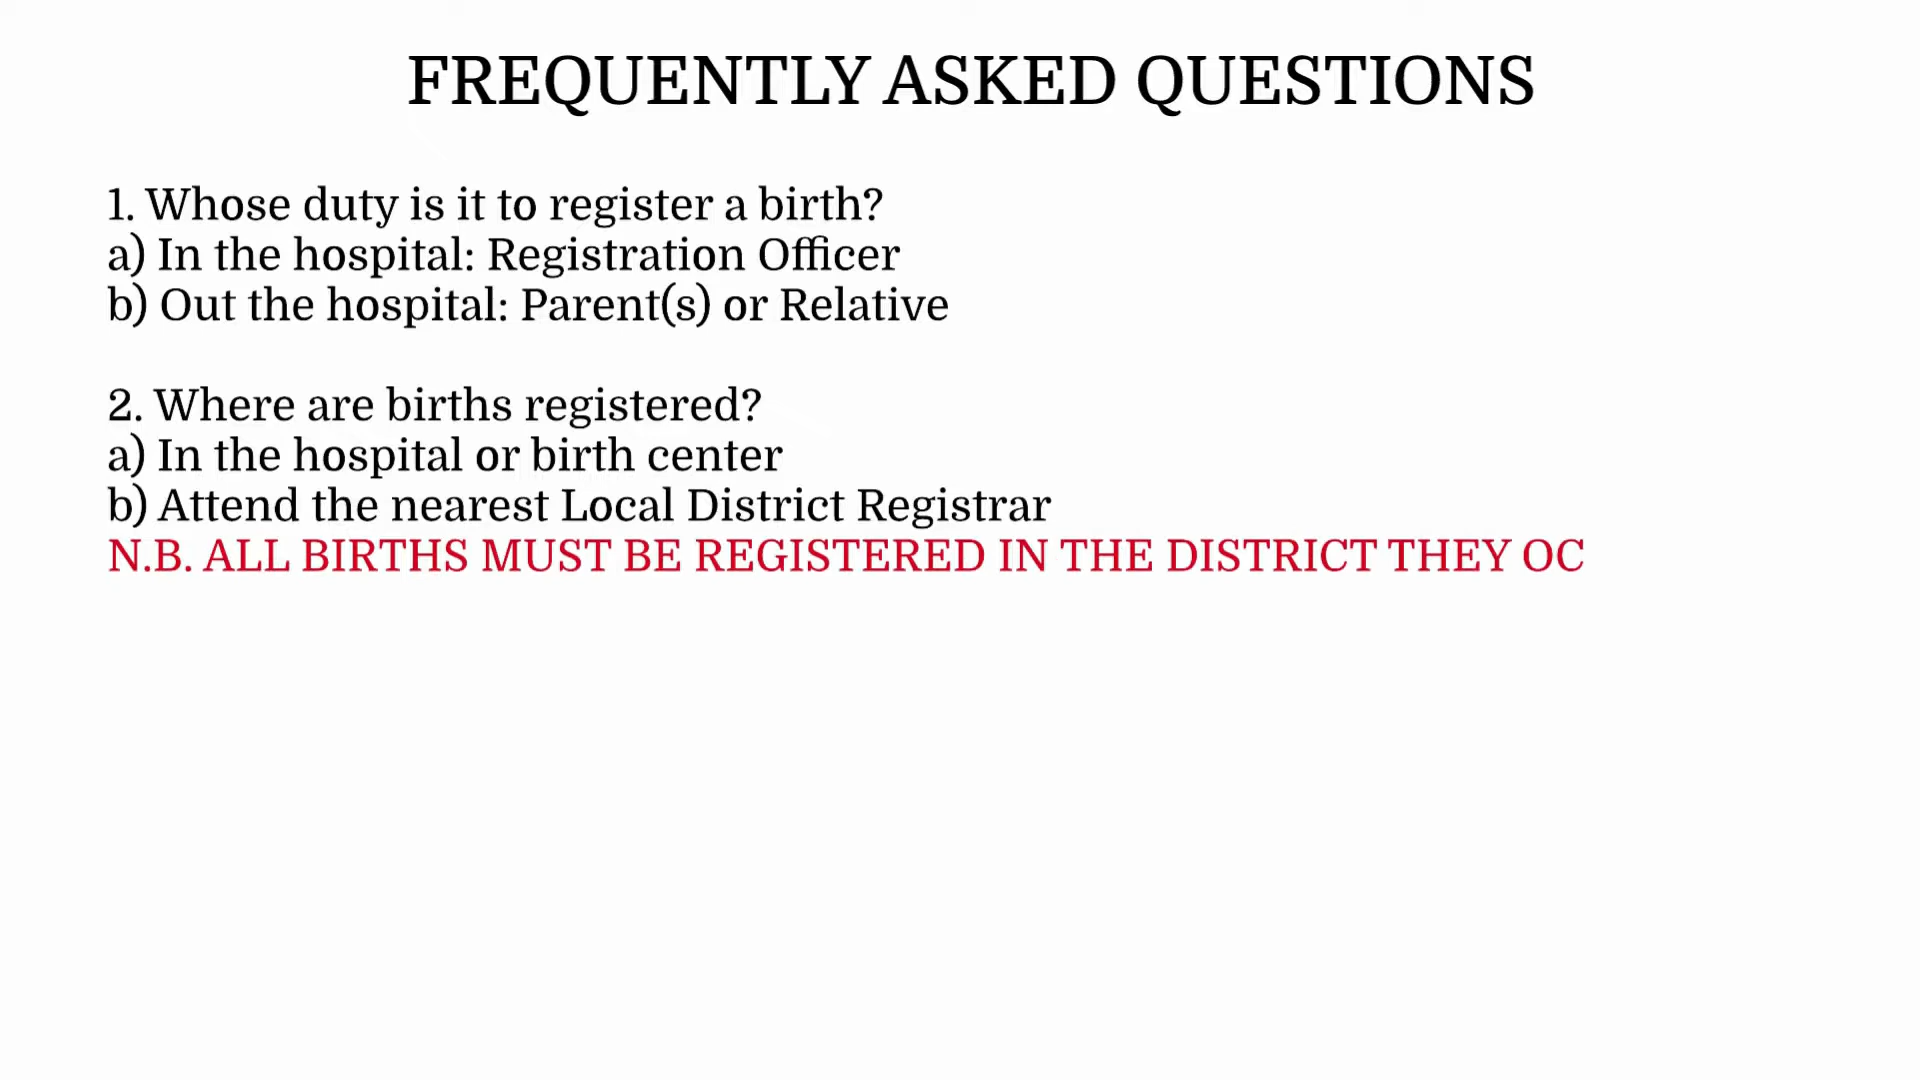 FREQUENTLY ASKED QUESTIONS
1. Whose duty is it to register a birth?
a) In the hospital: Registration Officer
b) Out the hospital: Parent(s) or Relative
2. Where are births registered?
a) In the hospital or birth center
b) Attend the nearest Local District Registrar
N.B. ALL BIRTHS MUST BE REGISTERED IN THE DISTRICT THEY OC